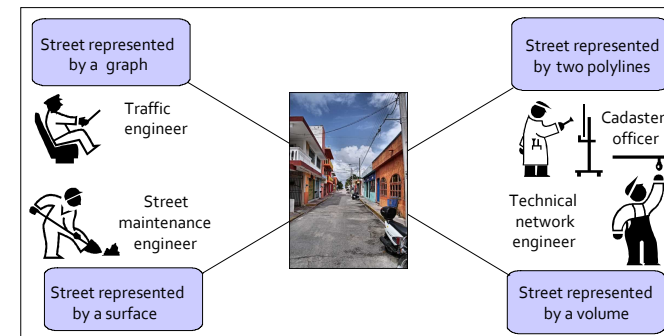 Street represented
by a graph
Traffic
engineer
Street
maintenance
engineer
Street represented
by a surface
Street represented
by two polylines
Cadaster
officer
Technical
network
engineer
Street represented
by a volume